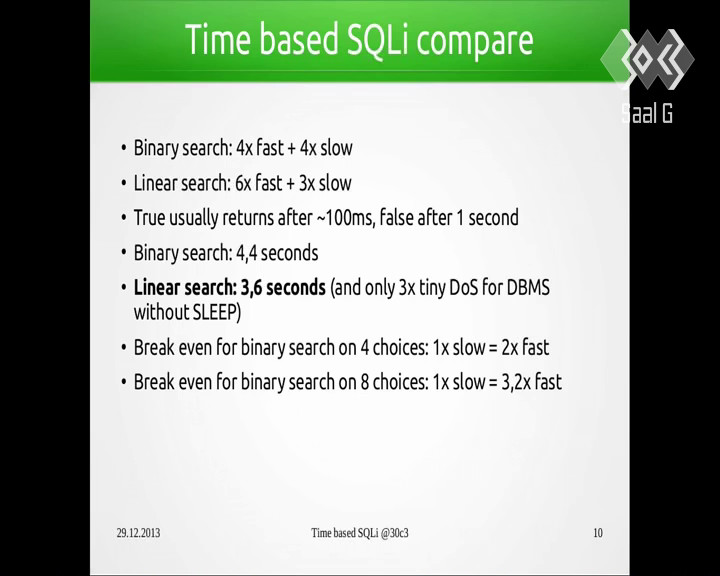 Time based SQLi compare
Saal G
• Binary search: 4x fast + 4x slow
• Linear search: 6x fast + 3x slow
• True usually returns after ~100ms, false after 1 second
• Binary search: 4,4 seconds
• Linear search: 3,6 seconds (and only 3x tiny DoS for DBMS
without SLEEP)
• Break even for binary search on 4 choices: 1x slow = 2x fast
• Break even for binary search on 8 choices: 1x slow = 3,2x fast
29.12.2013 Time based SQLi @30c3 10